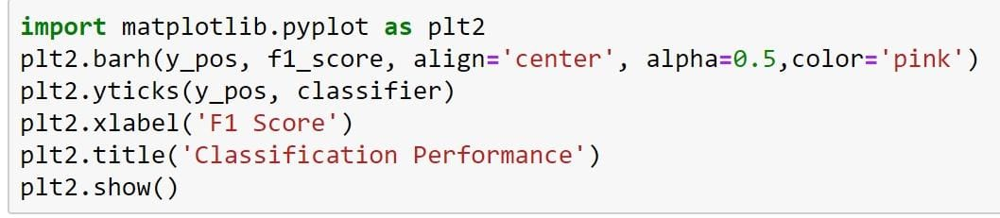 import matplotlib.pyplot as plt2
plt2.barh(y_pos, f1_score, align='center', alpha=0.5,color='pink')
plt2.yticks(y_pos, classifier)
plt2.xlabel('F1 Score')
plt2.title('Classification Performance')
plt2.show()